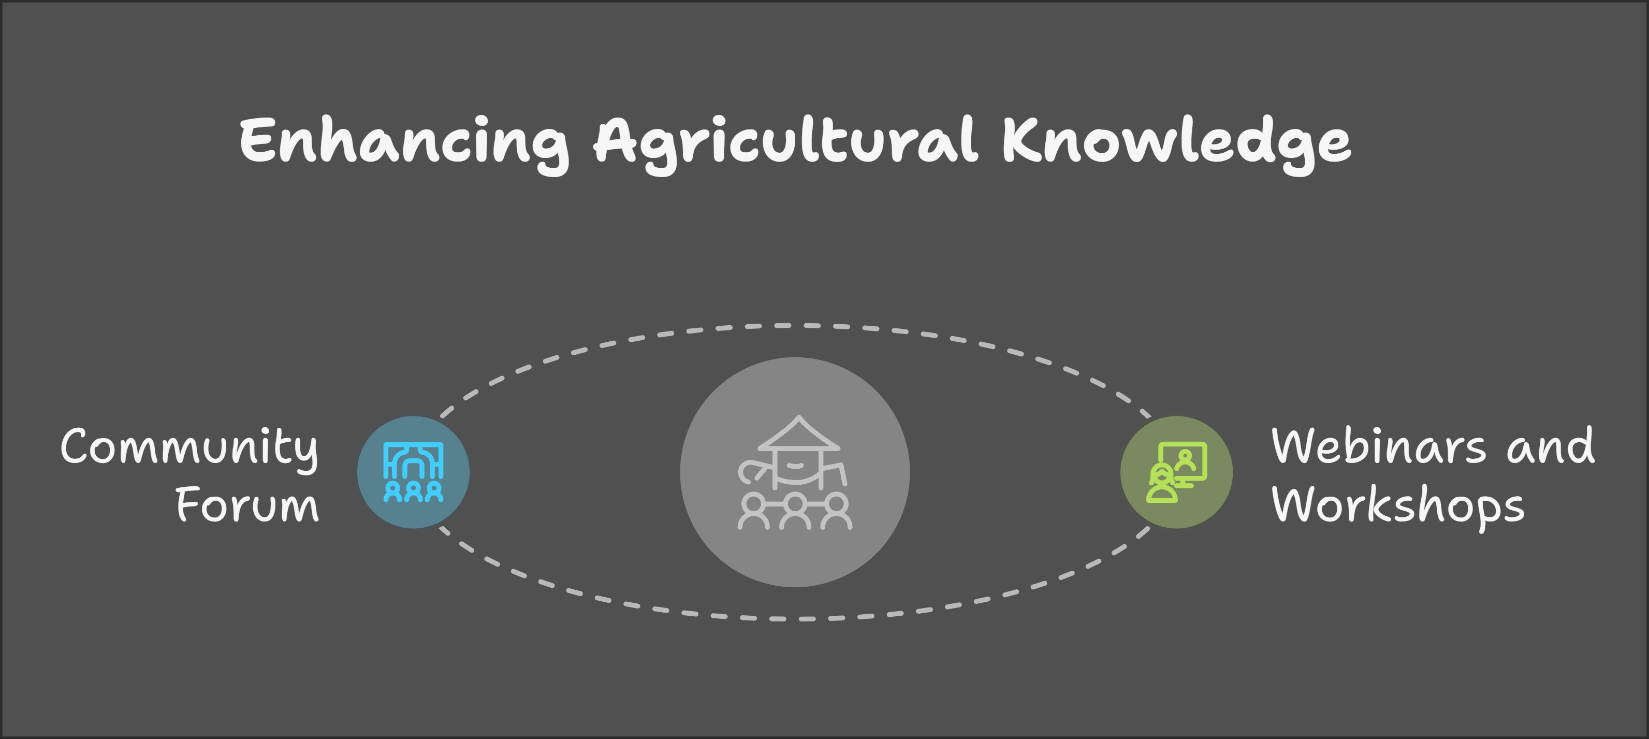 Enhancing Agricultural Knowledge
Community
Forum
Webinars and
Workshops